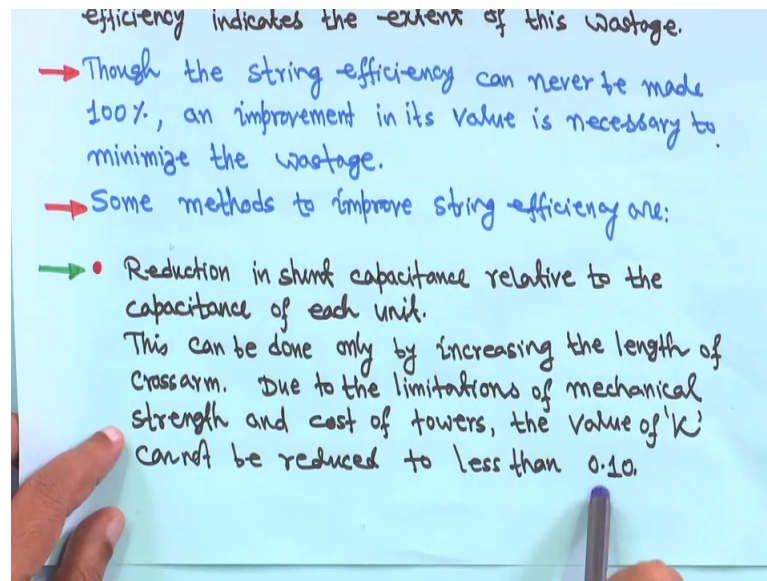 efficiency indicates the extent of this wastage.
Though the string efficiency can never be made
100%, an improvement in its value is necessary to
minimize the wastage.
Some methods to improve string efficiency are:
Reduction in shunt capacitance relative to the
capacitance of each unit.
This can be done only by increasing the length of
crossarm. Due to the limitations of mechanical
strength and cost of towers, the value of 'K'
cannot be reduced to less than 0.10.